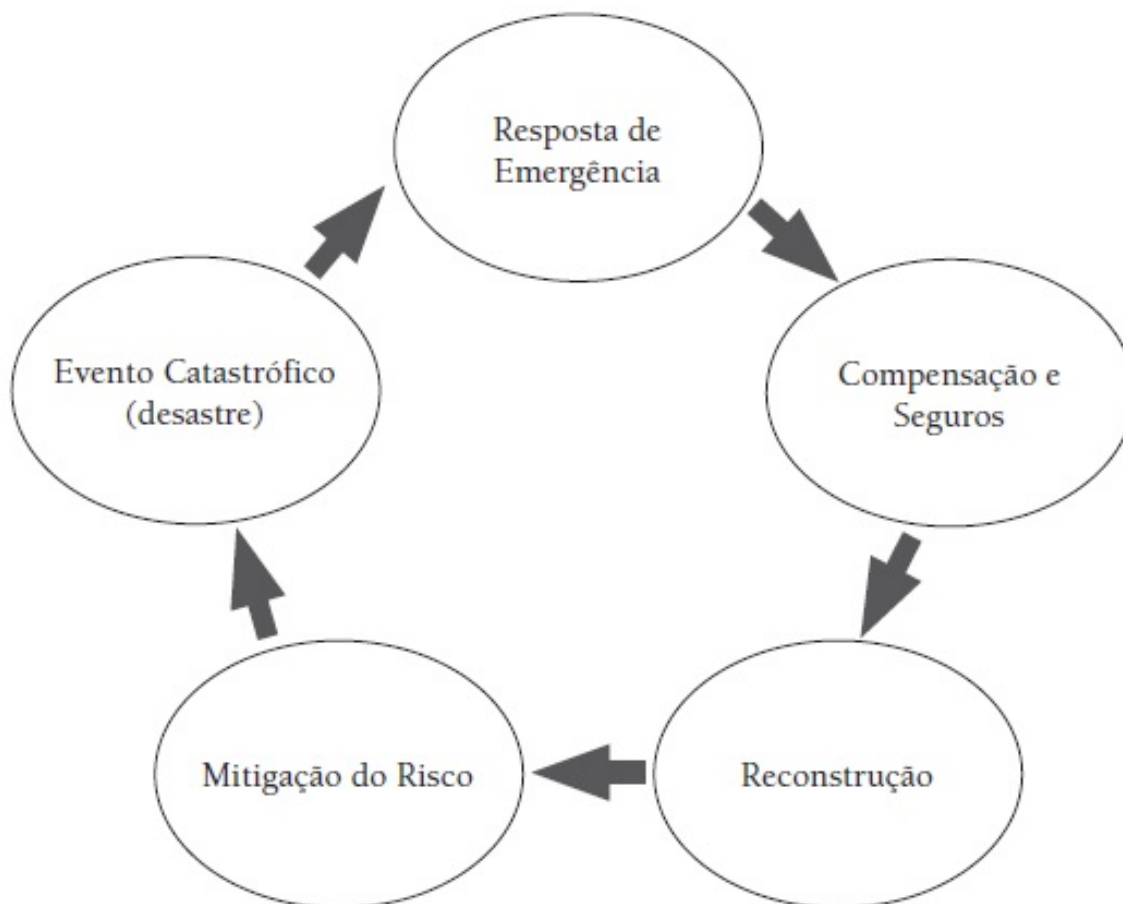 Resposta de
Emergência
Evento Catastrófico
(desastre)
Compensação e
Seguros
Mitigação do Risco
Reconstrução